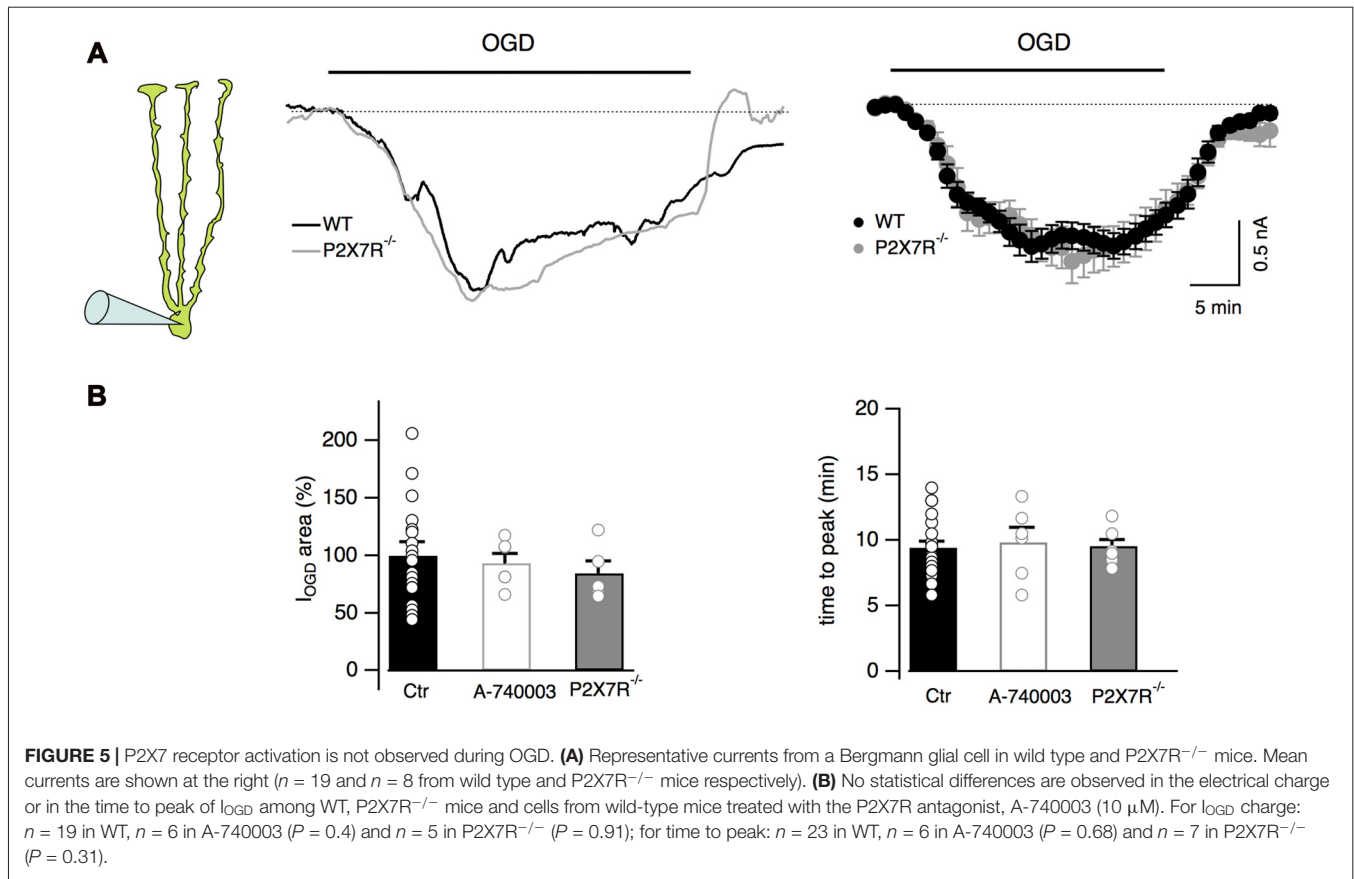 A
OGD
OGD
WT
P2X7R-/-
WT
P2X7R-/-
0.5 nA
5 min
B
200
150
100
50
0
IOGD area (%)
Ctr
A-740003
P2X7R-/-
20
15
10
5
0
time to peak (min)
Ctr
A-740003
P2X7R-/-
FIGURE 5 | P2X7 receptor activation is not observed during OGD. (A) Representative currents from a Bergmann glial cell in wild type and P2X7R−/− mice. Mean
currents are shown at the right (n = 19 and n = 8 from wild type and P2X7R−/− mice respectively). (B) No statistical differences are observed in the electrical charge
or in the time to peak of IOGD among WT, P2X7R−/− mice and cells from wild-type mice treated with the P2X7R antagonist, A-740003 (10 μM). For IOGD charge:
n = 19 in WT, n = 6 in A-740003 (P = 0.4) and n = 5 in P2X7R−/− (P = 0.91); for time to peak: n = 23 in WT, n = 6 in A-740003 (P = 0.68) and n = 7 in P2X7R−/−
(P = 0.31).